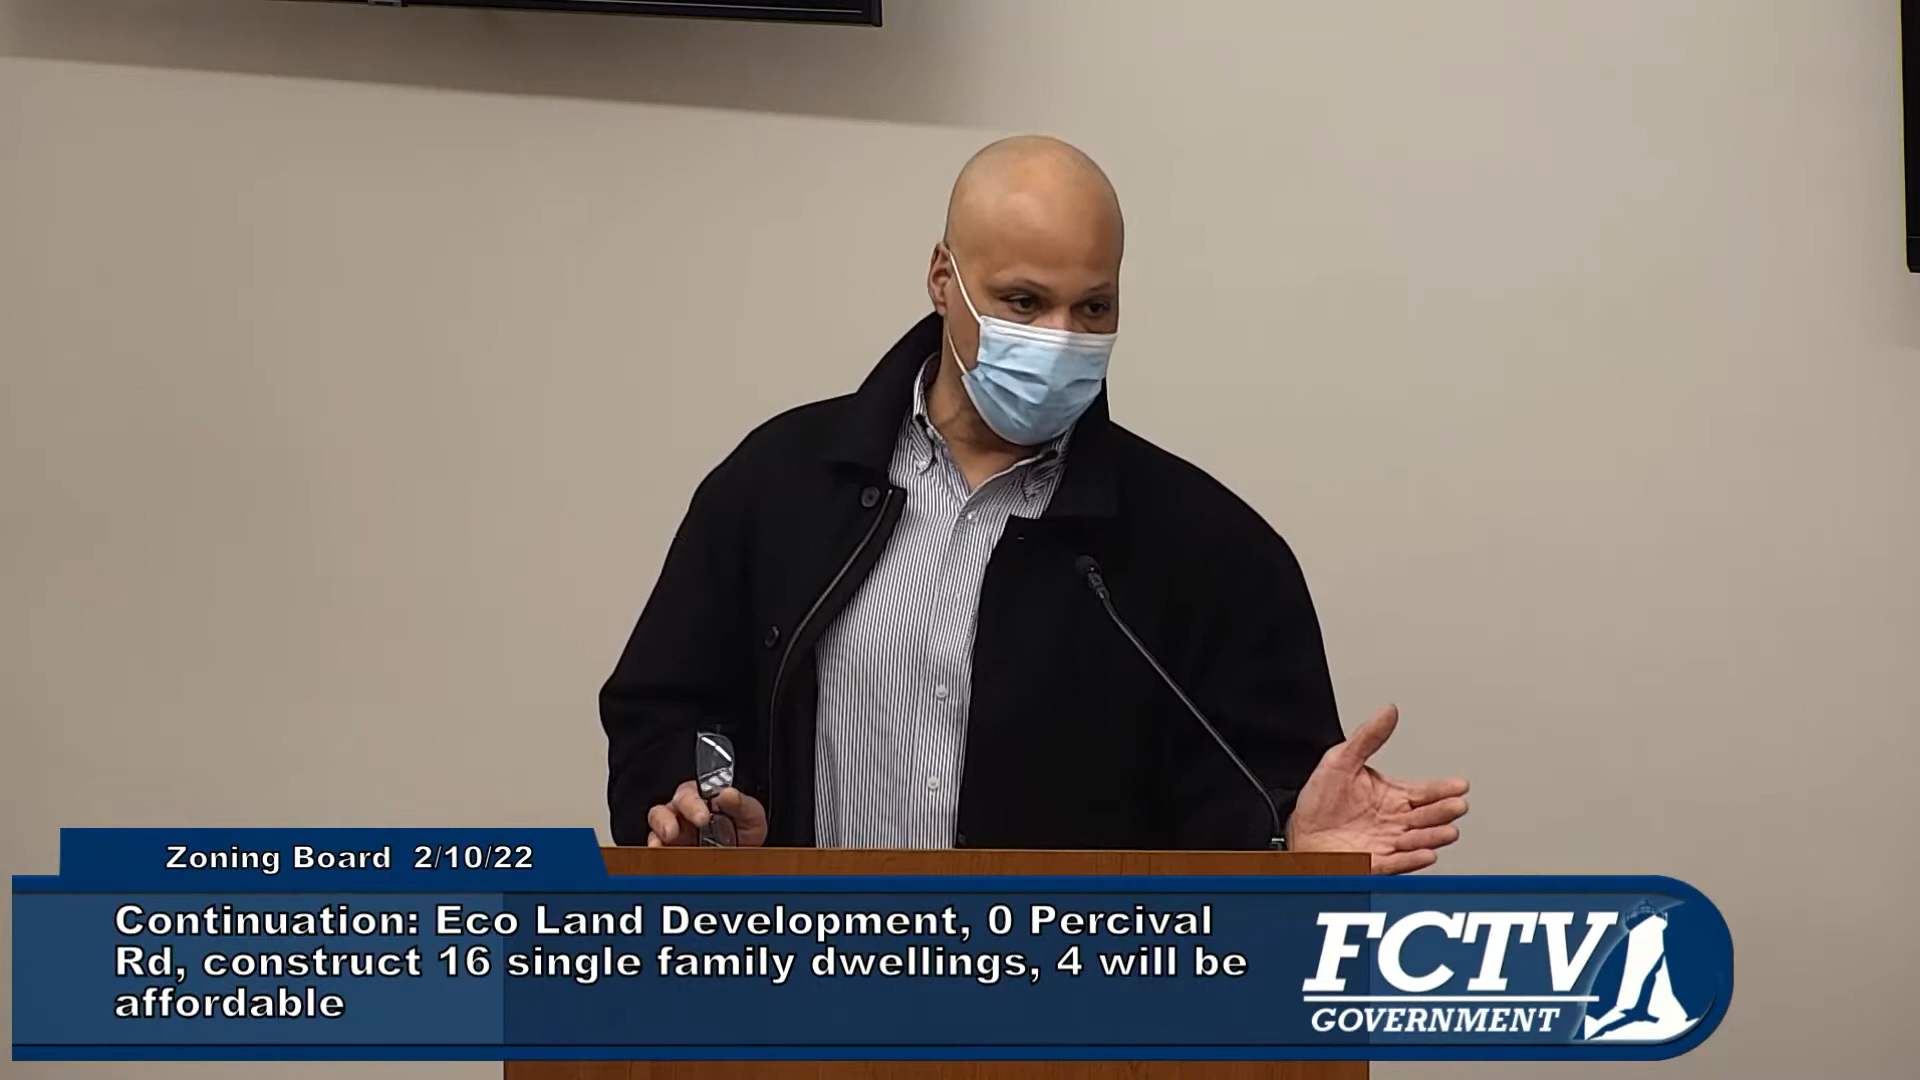 Zoning Board 2/10/22
Continuation: Eco Land Development, 0 Percival
Rd, construct 16 single family dwellings, 4 will be
affordable
FCTV
GOVERNMENT